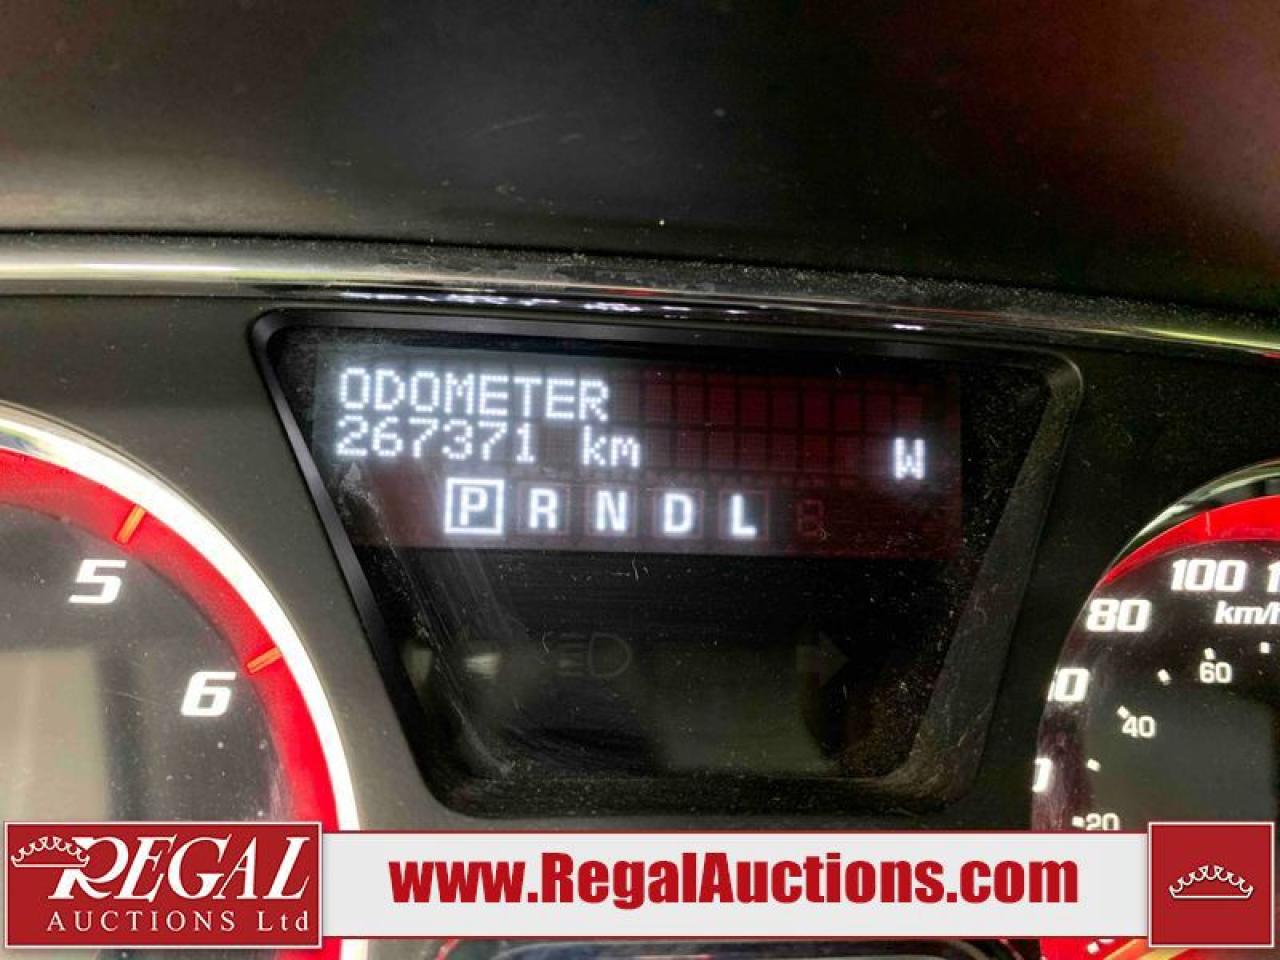 ODOMETER
267371 km
W
P R N D L
5
6
100
80
km/h
60
40
20
REGAL
AUCTIONS Ltd
www.RegalAuctions.com